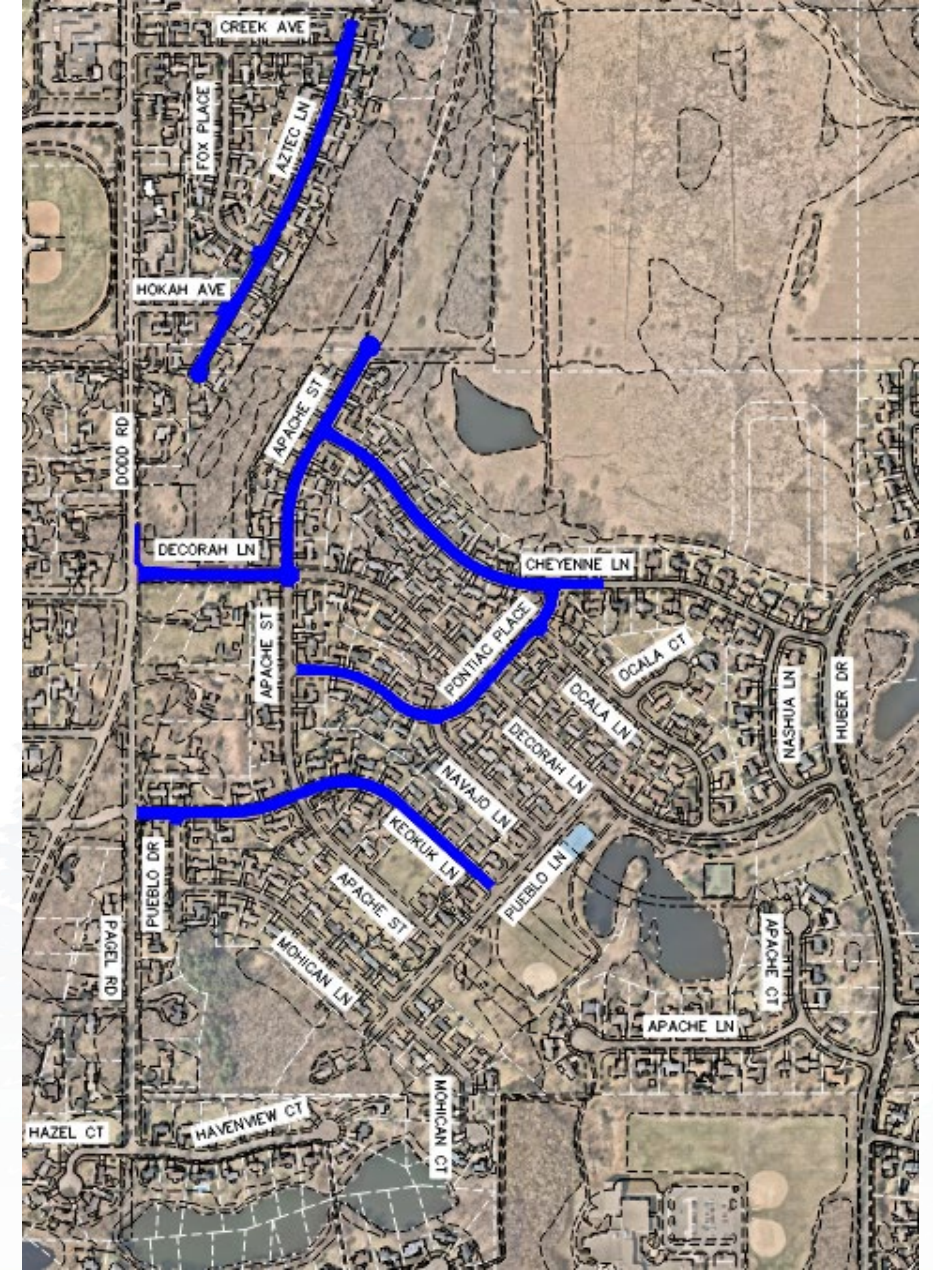 CREEK AVE
FOX PLACE
AZTEC LN
HOKAH AVE
APACHE ST
DODD RD
DECORAH LN
CHEYENNE LN
APACHE ST
PONTIAC PLACE
OCALA CT
OCALA LN
NASHUA LN
HUBER DR
DECORAH LN
NAVAJO LN
KEOKUK LN
PUEBLO DR
PUEBLO LN
APACHE ST
PAGEL RD
MOHICAN LN
APACHE CT
APACHE LN
MOHICAN CT
HAVENVIEW CT
HAZEL CT